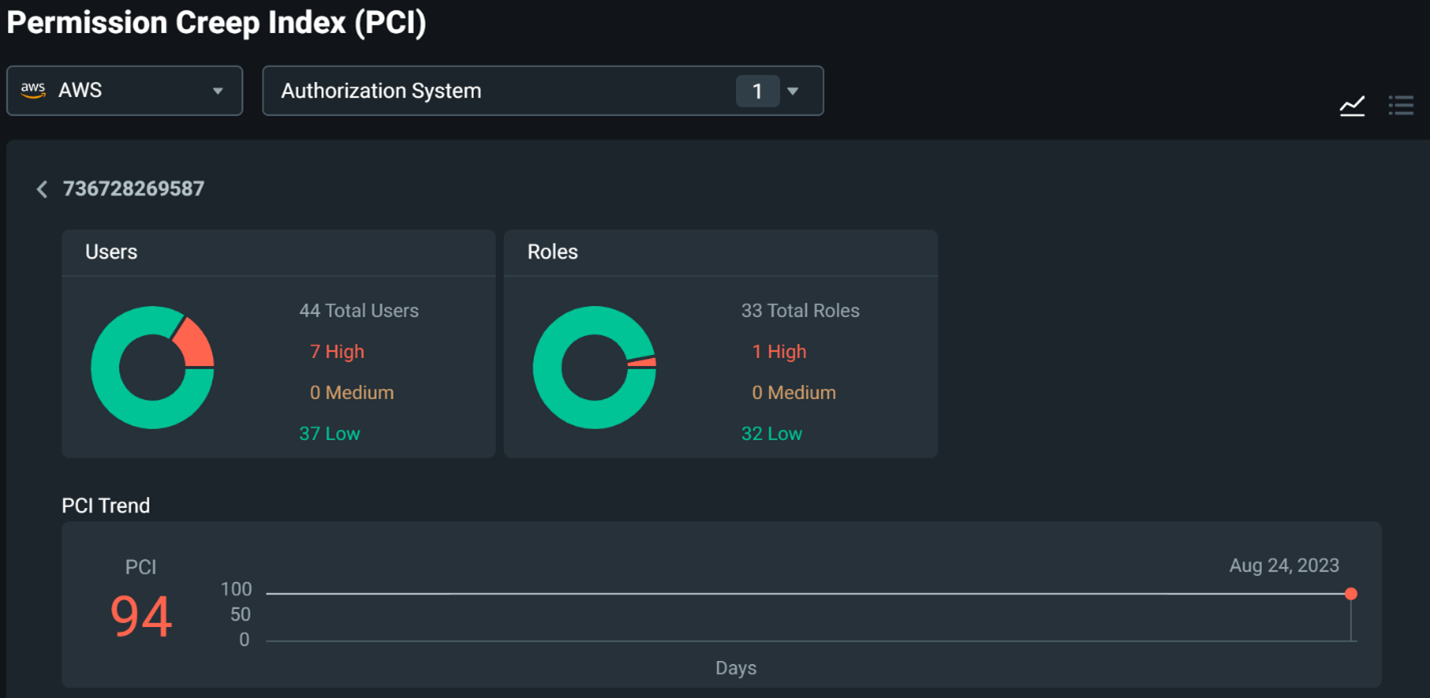 Permission Creep Index (PCI)
aws AWS
Authorization System 1
736728269587
Users
44 Total Users
7 High
0 Medium
37 Low
Roles
33 Total Roles
1 High
0 Medium
32 Low
PCI Trend
PCI
94
Aug 24, 2023
100
50
0
Days